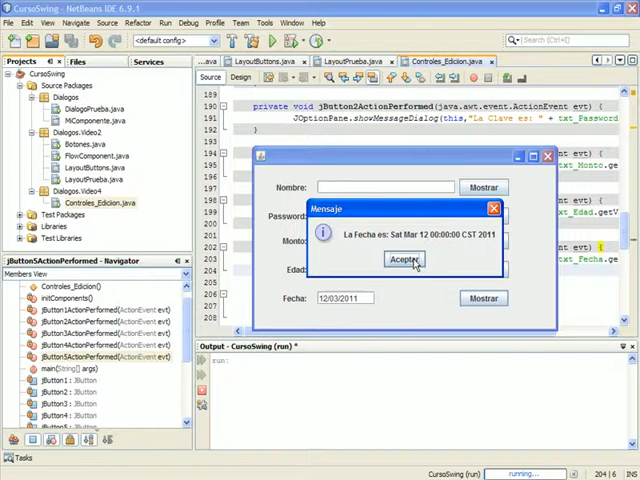 CursoSwing - NetBeans IDE 6.9.1
File Edit View Navigate Source Refactor Run Debug Profile Team Tools Window Help
<default config>
Search (Ctrl+I)
Projects Files Services
...ava LayoutButtons.java LayoutPrueba.java Controles_Edicion.java
Source Design
CursoSwing
Source Packages
Dialogos
DialogoPrueba.java
MiComponente.java
Dialogos.Video2
Botones.java
FlowComponent.java
LayoutButtons.java
LayoutPrueba.java
Dialogos.Video4
Controles_Edicion.java
Test Packages
Libraries
Test Libraries
189
190 private void jButton2ActionPerformed(java.awt.event.ActionEvent evt) {
191 JOptionPane.showMessageDialog(this,"La Clave es: " + txt_Password
192 }
193
194 t evt) {
195 txt_Monto.ge
196
197
198 t evt) {
199 txt_Edad.getV
200
201
202 t evt) {
203 txt_Fecha.ge
204
205
206
207
208
Nombre: Mostrar
Password:
Monto:
Edad:
Fecha: 12/03/2011 Mostrar
Mensaje
La Fecha es: Sat Mar 12 00:00:00 CST 2011
Aceptar
jButton5ActionPerformed - Navigator
Members View
Controles_Edicion()
initComponents()
jButton1ActionPerformed(ActionEvent evt)
jButton2ActionPerformed(ActionEvent evt)
jButton3ActionPerformed(ActionEvent evt)
jButton4ActionPerformed(ActionEvent evt)
jButton5ActionPerformed(ActionEvent evt)
main(String[] args)
jButton1 : JButton
jButton2 : JButton
jButton3 : JButton
jButton4 : JButton
jButton5 : JButton
Output - CursoSwing (run)
run:
Tasks
CursoSwing (run) running... 204 | 6 INS